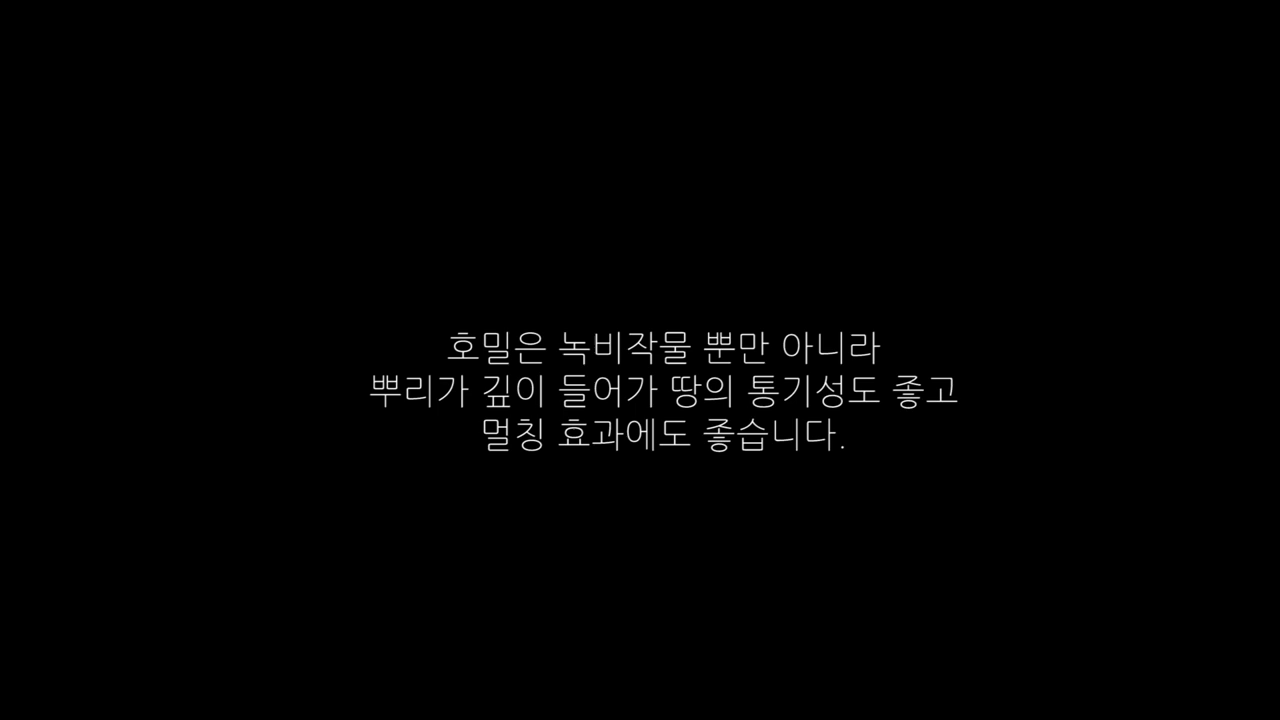 호밀은 녹비작물 뿐만 아니라
뿌리가 깊이 들어가 땅의 통기성도 좋고
멀칭 효과에도 좋습니다.